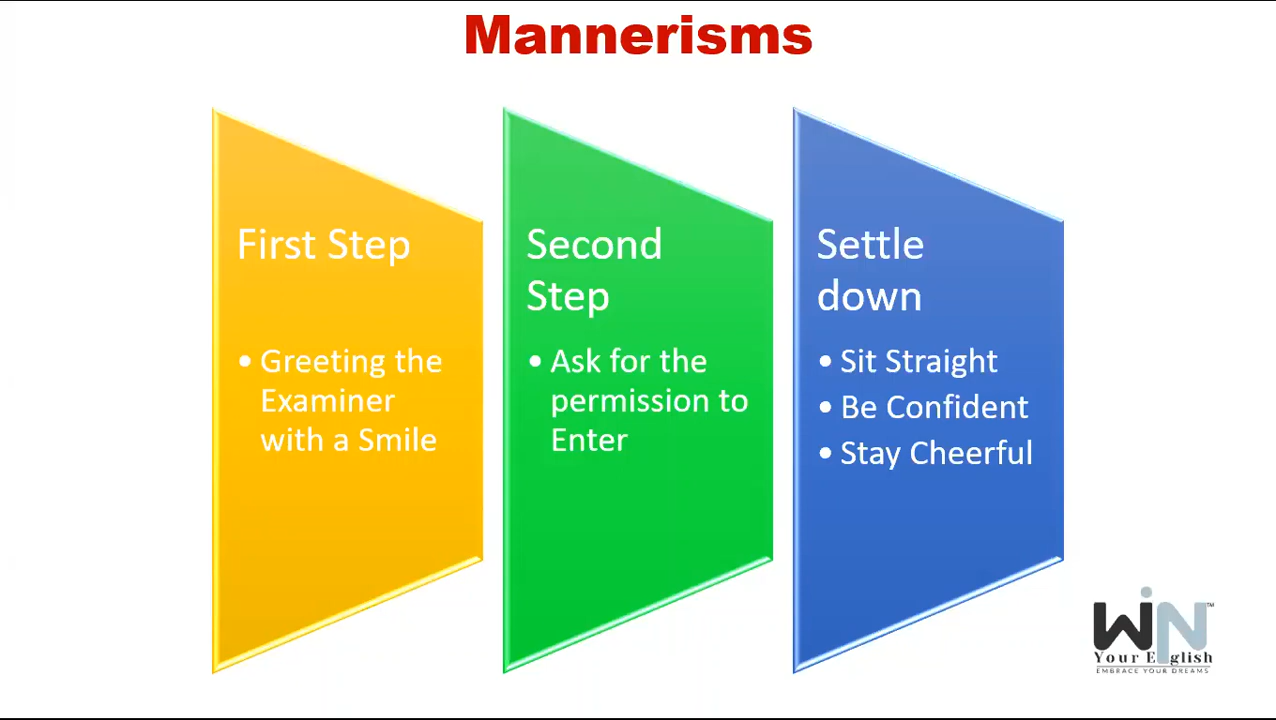 Mannerisms
First Step
• Greeting the
Examiner
with a Smile
Second
Step
• Ask for the
permission to
Enter
Settle
down
• Sit Straight
• Be Confident
• Stay Cheerful
WiN™
Your English
EMBRACE YOUR DREAMS